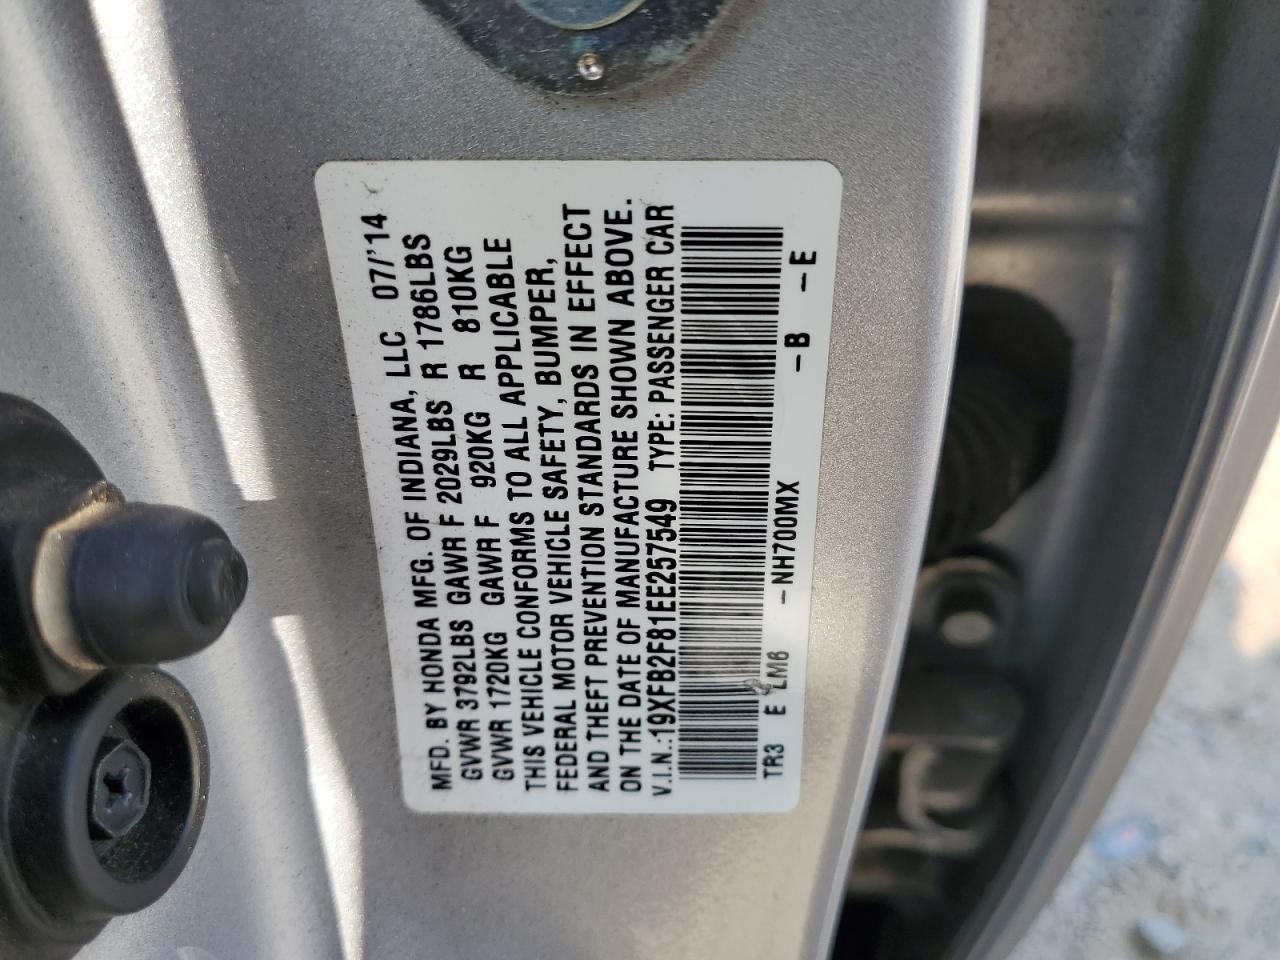 MFD. BY HONDA MFG. OF INDIANA, LLC 07/'14
GVWR 3792LBS GAWR F 2029LBS R 1786LBS
GVWR 1720KG GAWR F 920KG R 810KG
THIS VEHICLE CONFORMS TO ALL APPLICABLE
FEDERAL MOTOR VEHICLE SAFETY, BUMPER,
AND THEFT PREVENTION STANDARDS IN EFFECT
ON THE DATE OF MANUFACTURE SHOWN ABOVE.
V.I.N.:19XFB2F81EE257549 TYPE: PASSENGER CAR
TR3 E LM6 -NH700MX -B -E